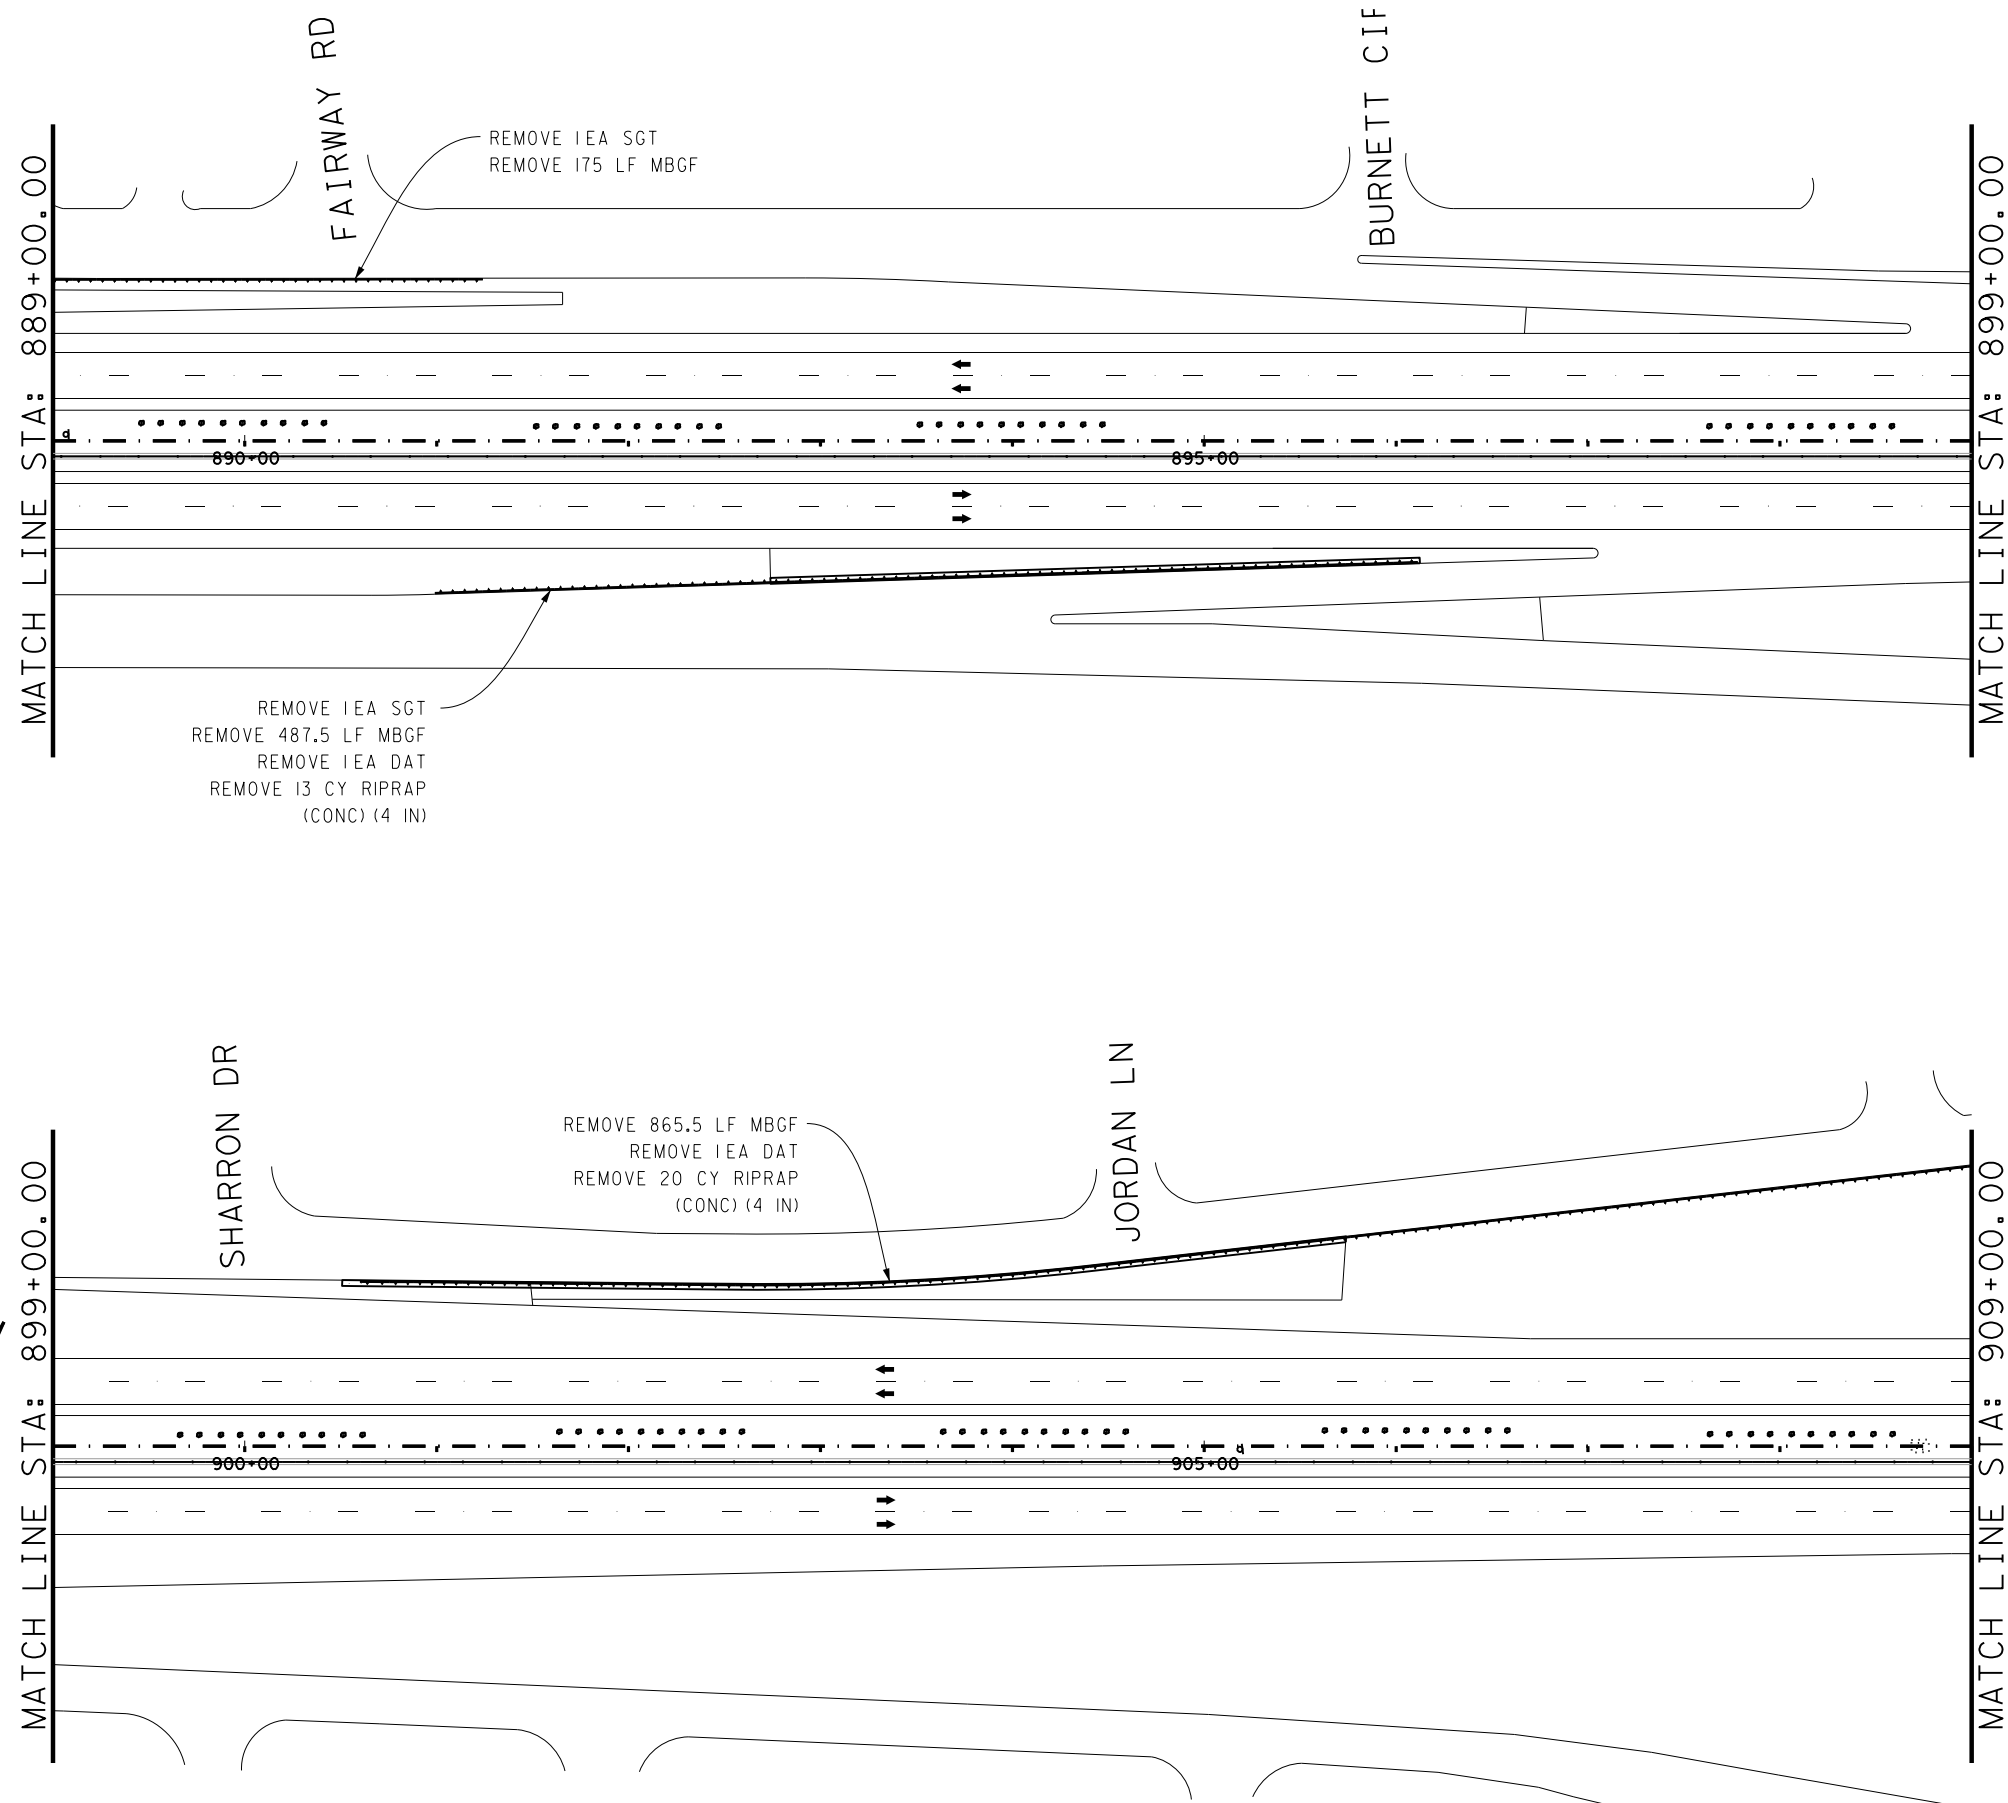 FAIRWAY RD
BURNETT
REMOVE 1EA SGT
REMOVE 175 LF MBGF
MATCH LINE STA: 889+00.00
MATCH LINE STA: 899+00.00
890+00
895+00
REMOVE 1EA SGT
REMOVE 487.5 LF MBGF
REMOVE 1EA DAT
REMOVE 13 CY RIPRAP
(CONC)(4 IN)
SHARRON DR
JORDAN LN
REMOVE 865.5 LF MBGF
REMOVE 1EA DAT
REMOVE 20 CY RIPRAP
(CONC)(4 IN)
MATCH LINE STA: 899+00.00
MATCH LINE STA: 909+00.00
900+00
905+00